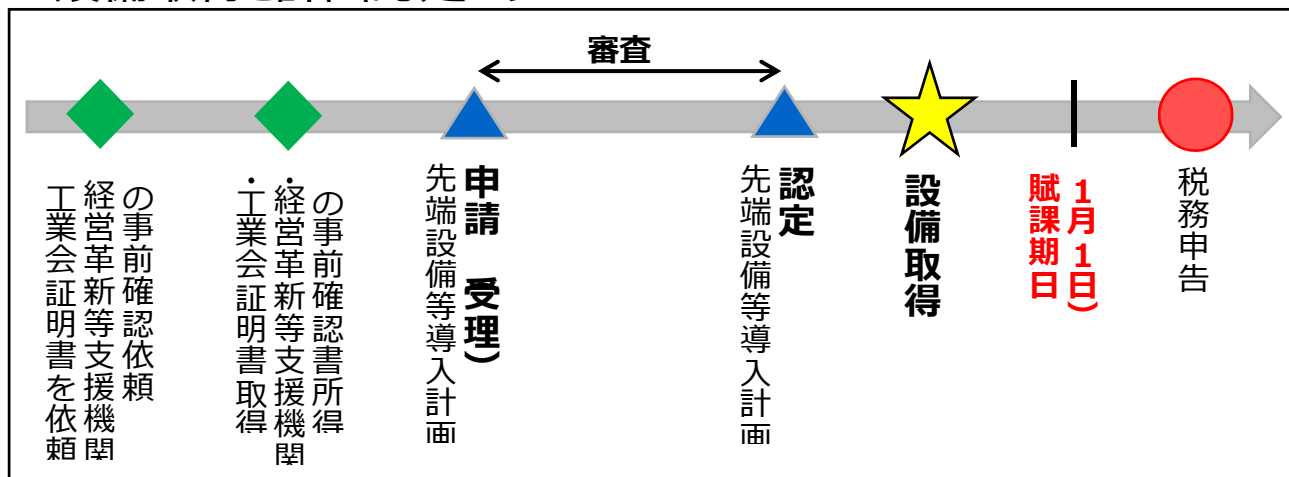 審査
工業会証明書を依頼
経営革新等支援機関
の事前確認依頼
・工業会証明書取得
・経営革新等支援機関
の事前確認書所得
先端設備等導入計画
申請 受理)
先端設備等導入計画
認定
設備取得
賦課期日
1月1日)
税務申告